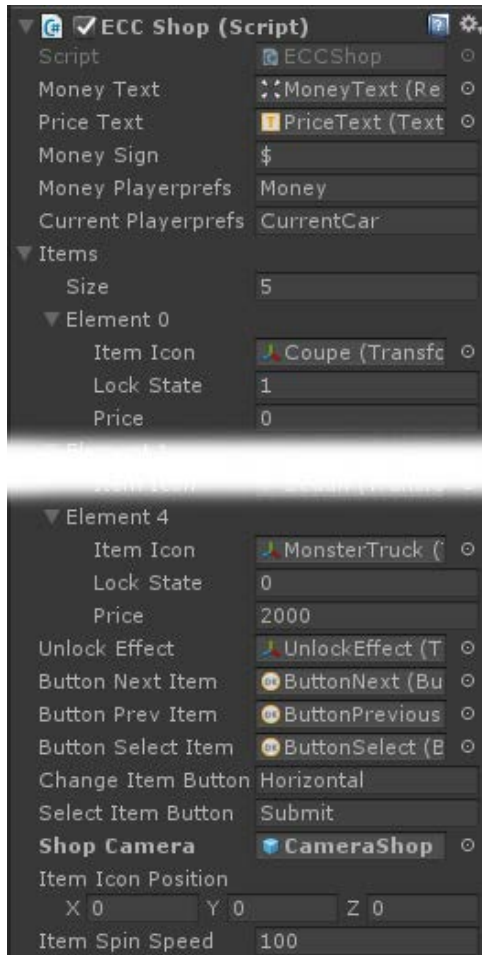 ECC Shop (Script)
Script ECCShop
Money Text MoneyText (Re
Price Text PriceText (Text
Money Sign $
Money Playerprefs Money
Current Playerprefs CurrentCar
Items
Size 5
Element 0
Item Icon Coupe (Transfo
Lock State 1
Price 0
Element 4
Item Icon MonsterTruck (
Lock State 0
Price 2000
Unlock Effect UnlockEffect (T
Button Next Item ButtonNext (Bu
Button Prev Item ButtonPrevious
Button Select Item ButtonSelect (B
Change Item Button Horizontal
Select Item Button Submit
Shop Camera CameraShop
Item Icon Position
X 0 Y 0 Z 0
Item Spin Speed 100